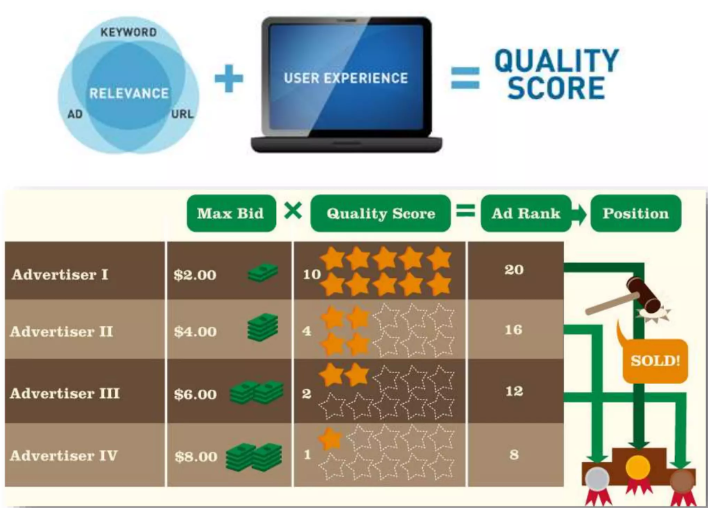 KEYWORD
RELEVANCE
AD
URL
+
USER EXPERIENCE
=
QUALITY
SCORE
Max Bid × Quality Score = Ad Rank Position
Advertiser I $2.00 10 20
Advertiser II $4.00 4 16
Advertiser III $6.00 2 12
Advertiser IV $8.00 1 8
SOLD!